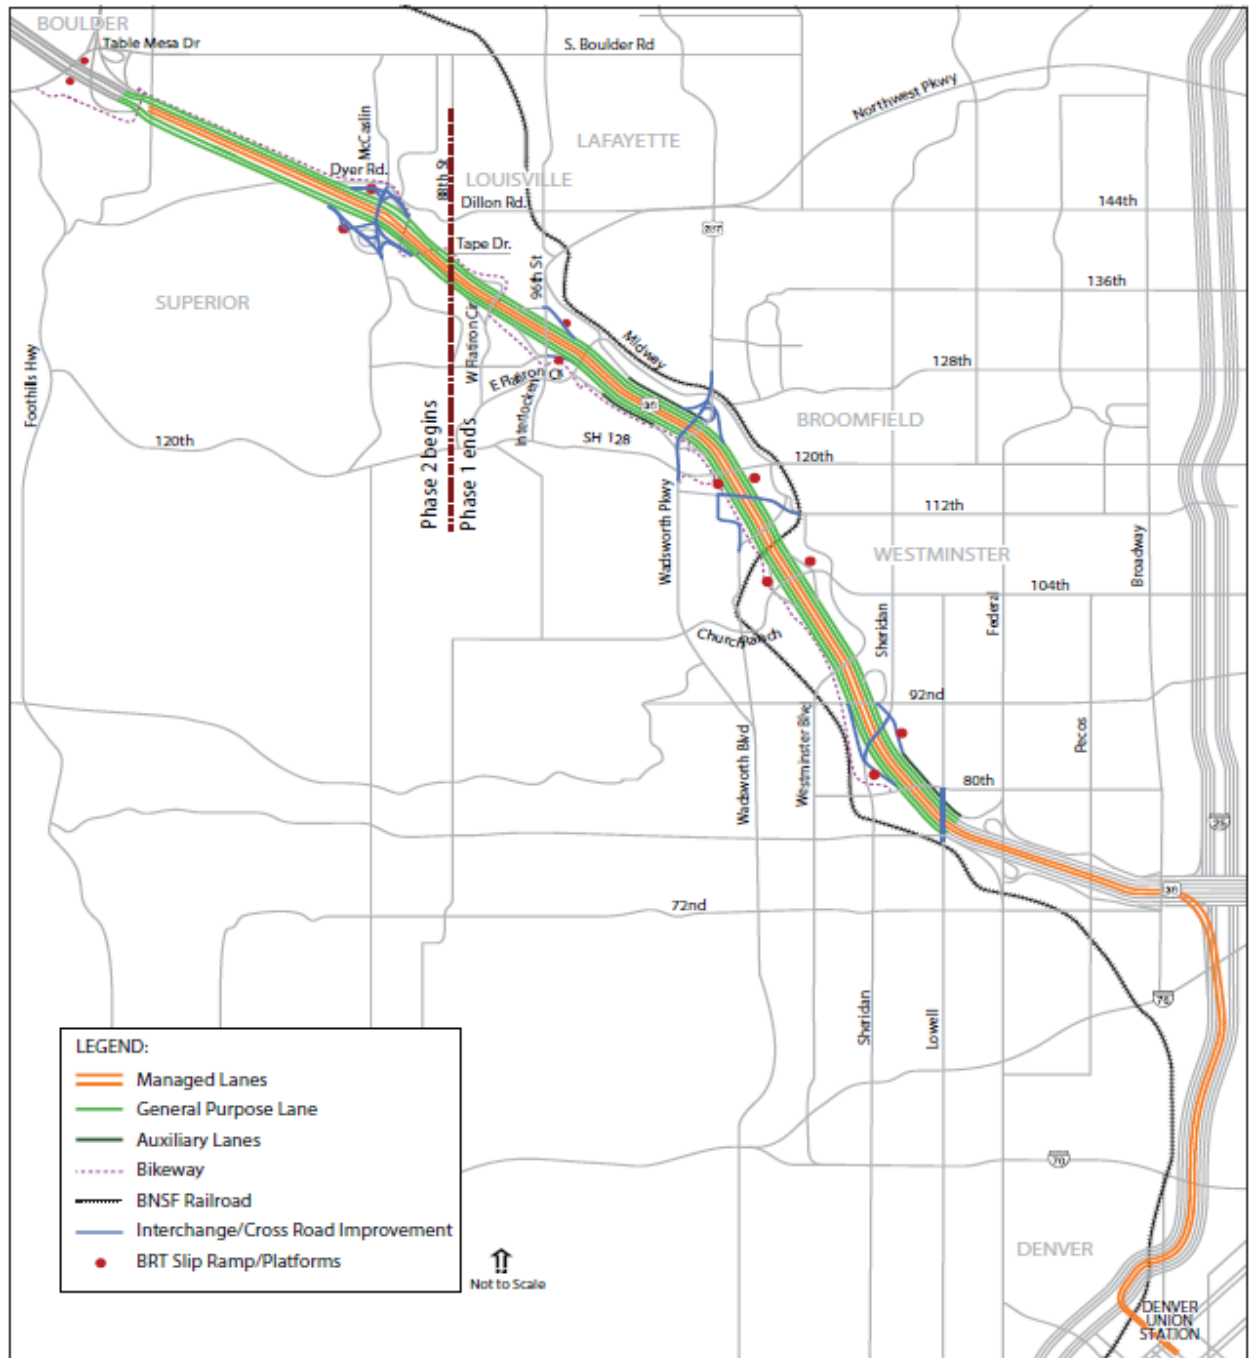 BOULDER
Table Mesa Dr
S. Boulder Rd
Northwest Pkwy
McCaslin
LAFAYETTE
Dyer Rd.
88th St
LOUISVILLE
Dillon Rd.
144th
287
Tape Dr.
96th St
136th
SUPERIOR
W Flatiron Cir
Midway
128th
Foothills Hwy
E Flatiron Cir
Interlocken
36
BROOMFIELD
120th
SH 128
120th
Phase 2 begins
Phase 1 ends
Wadsworth Pkwy
112th
WESTMINSTER
Broadway
104th
Federal
Sheridan
Church Ranch
92nd
Wadsworth Blvd
Westminster Blvd
Pecos
80th
25
36
72nd
76
Sheridan
Lowell
LEGEND:
Managed Lanes
General Purpose Lane
Auxiliary Lanes
Bikeway
BNSF Railroad
Interchange/Cross Road Improvement
BRT Slip Ramp/Platforms
70
Not to Scale
DENVER
DENVER
UNION
STATION